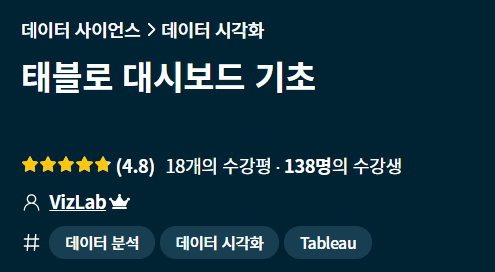 데이터 사이언스 > 데이터 시각화
태블로 대시보드 기초
(4.8) 18개의 수강평 · 138명의 수강생
VizLab
# 데이터 분석 데이터 시각화 Tableau